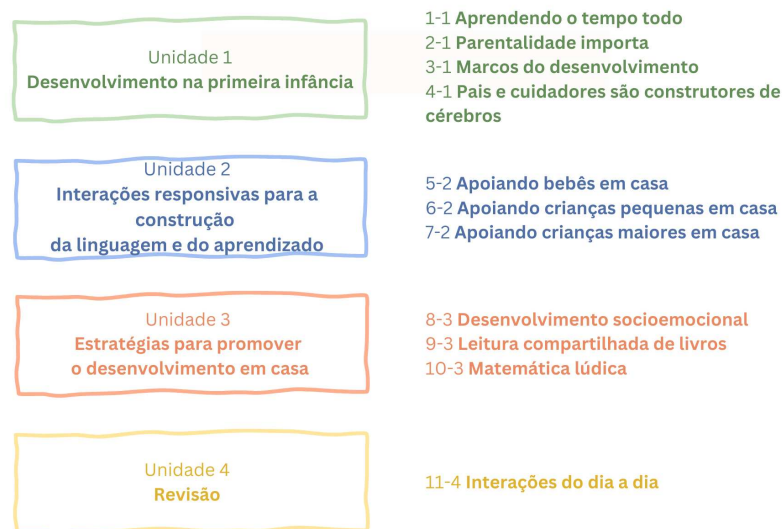 Unidade 1
Desenvolvimento na primeira infância
1-1 Aprendendo o tempo todo
2-1 Parentalidade importa
3-1 Marcos do desenvolvimento
4-1 Pais e cuidadores são construtores de
cérebros
Unidade 2
Interações responsivas para a
construção
da linguagem e do aprendizado
5-2 Apoiando bebês em casa
6-2 Apoiando crianças pequenas em casa
7-2 Apoiando crianças maiores em casa
Unidade 3
Estratégias para promover
o desenvolvimento em casa
8-3 Desenvolvimento socioemocional
9-3 Leitura compartilhada de livros
10-3 Matemática lúdica
Unidade 4
Revisão
11-4 Interações do dia a dia